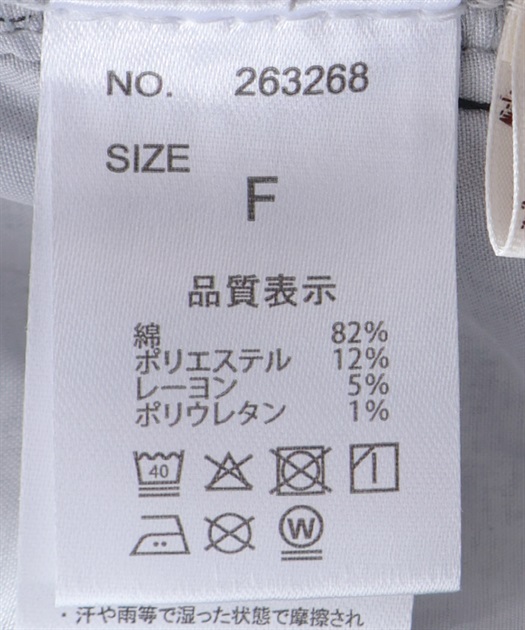 NO. 263268
SIZE
F
品質表示
綿 82%
ポリエステル 12%
レーヨン 5%
ポリウレタン 1%
40
W
・汗や雨等で湿った状態で摩擦され